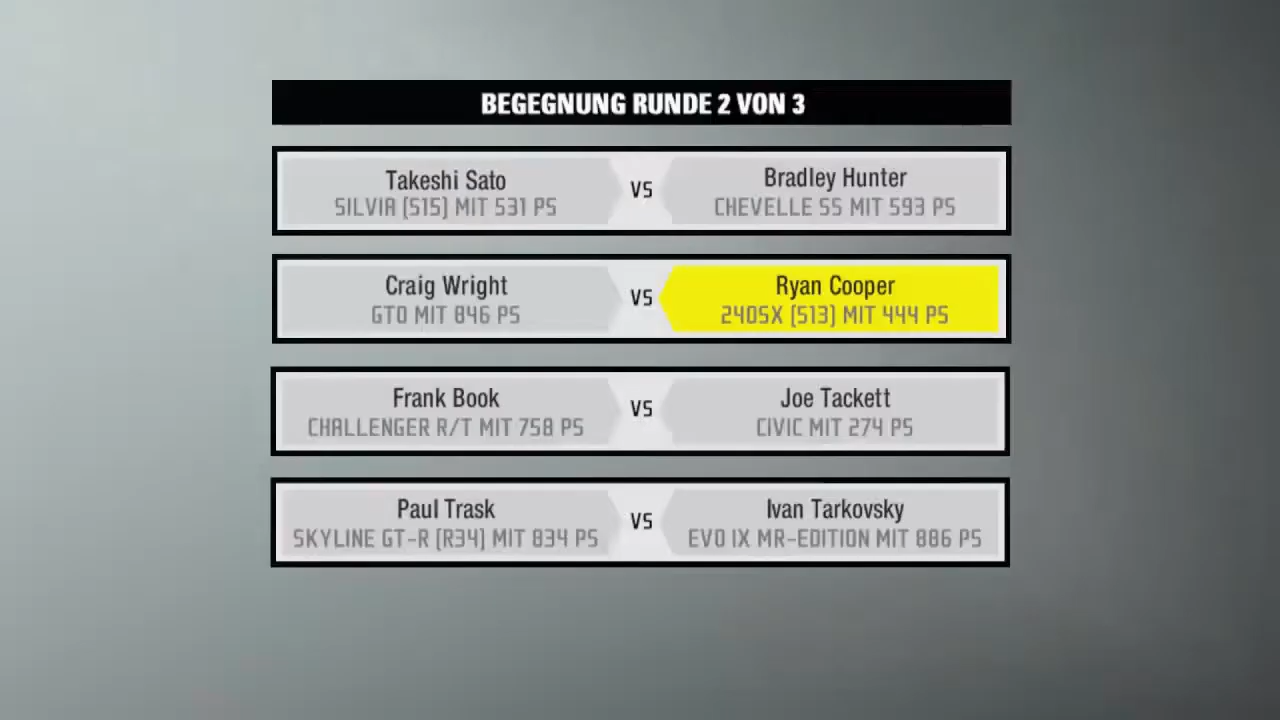 BEGEGNUNG RUNDE 2 VON 3
Takeshi Sato
SILVIA (S15) MIT 531 PS
VS
Bradley Hunter
CHEVELLE SS MIT 593 PS
Craig Wright
GTO MIT 846 PS
VS
Ryan Cooper
240SX (S13) MIT 444 PS
Frank Book
CHALLENGER R/T MIT 758 PS
VS
Joe Tackett
CIVIC MIT 274 PS
Paul Trask
SKYLINE GT-R (R34) MIT 834 PS
VS
Ivan Tarkovsky
EVO IX MR-EDITION MIT 886 PS